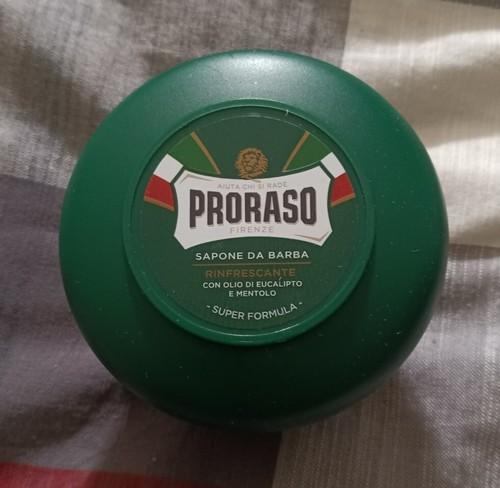 AIUTA CHI SI RADE
PRORASO
FIRENZE
SAPONE DA BARBA
RINFRESCANTE
CON OLIO DI EUCALIPTO
E MENTOLO
- SUPER FORMULA -